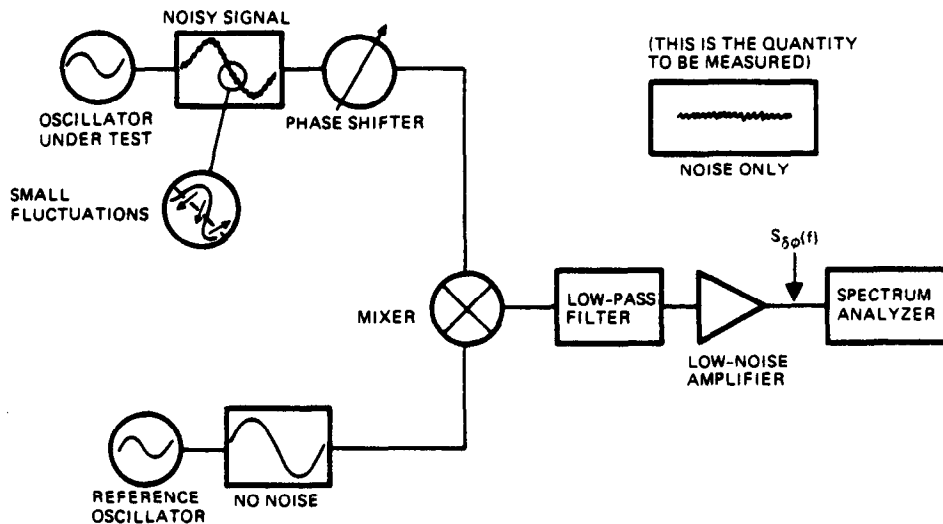 NOISY SIGNAL
OSCILLATOR
UNDER TEST
PHASE SHIFTER
SMALL
FLUCTUATIONS
(THIS IS THE QUANTITY
TO BE MEASURED)
NOISE ONLY
MIXER
LOW-PASS
FILTER
LOW-NOISE
AMPLIFIER
Sδφ(f)
SPECTRUM
ANALYZER
REFERENCE
OSCILLATOR
NO NOISE